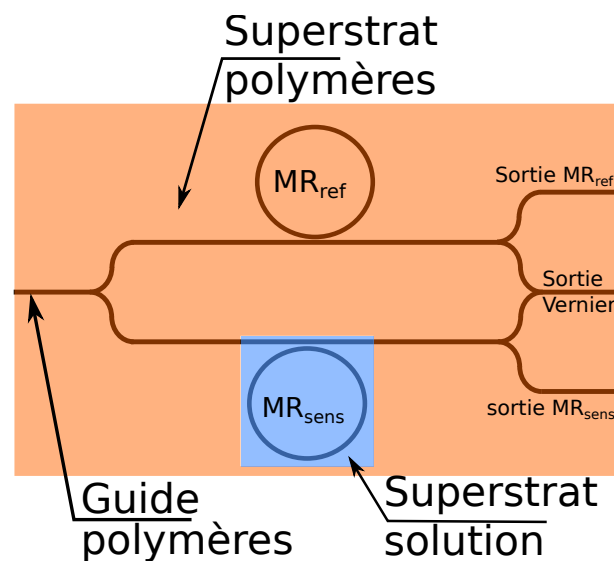 Superstrat
polymères
MRref
Sortie MRref
Sortie
Vernier
MRsens
sortie MRsens
Guide
polymères
Superstrat
solution